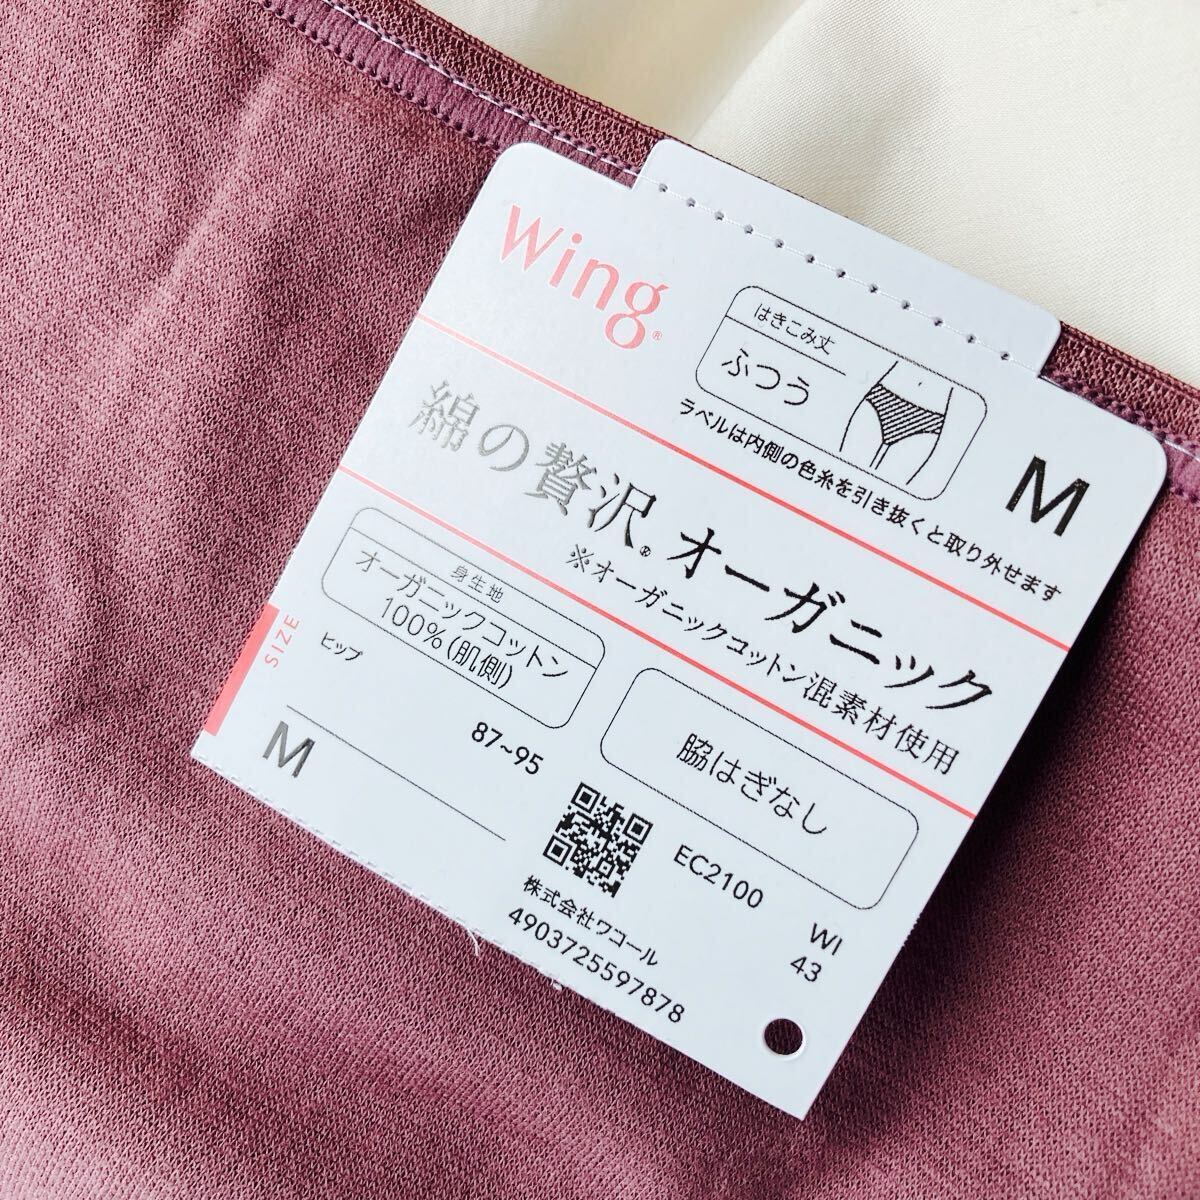 Wing®
はきこみ丈
ふつう
ラベルは内側の色糸を引き抜くと取り外せます
M
綿の贅沢®オーガニック
※オーガニックコットン混素材使用
身生地
オーガニックコットン
100%(肌側)
脇はぎなし
SIZE
ヒップ
87~95
M
EC2100
WI
43
株式会社ワコール
4903725597878